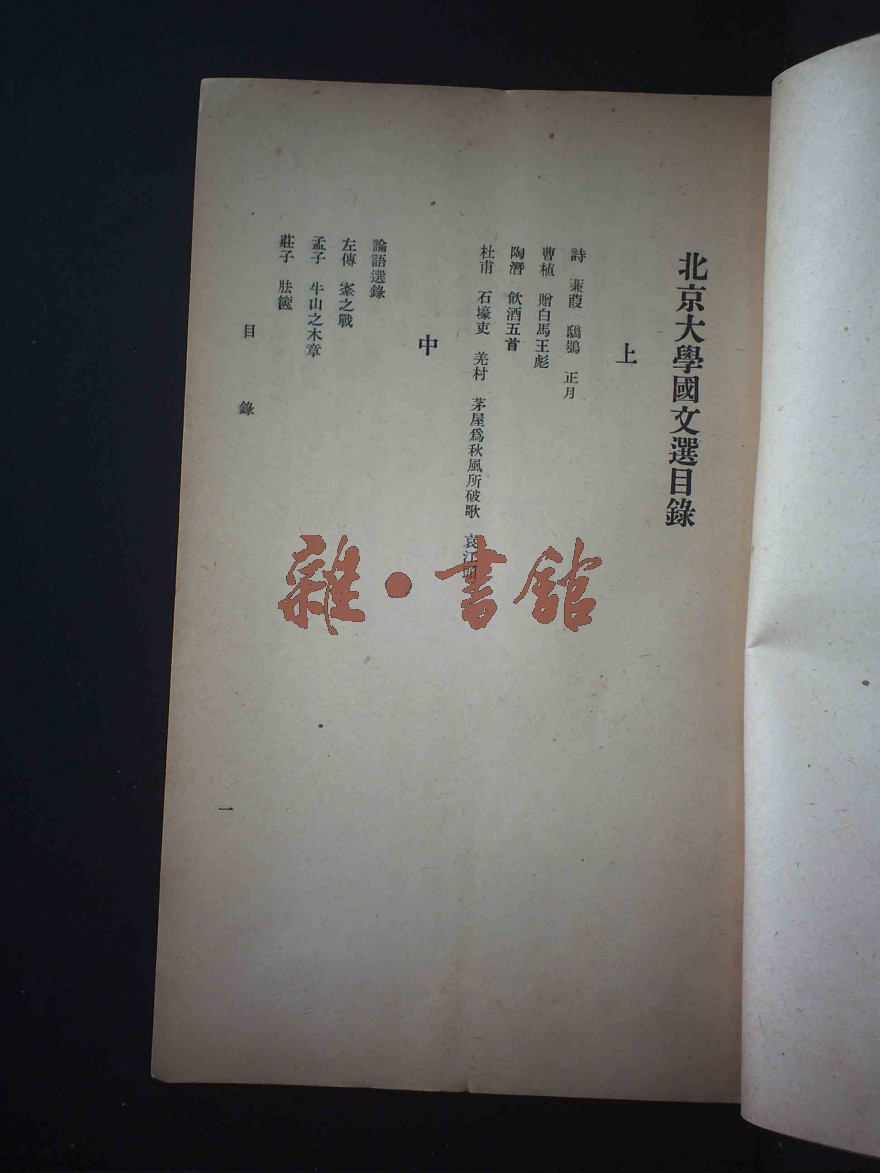 北京大學國文選目錄
上
詩 蒹葭 鴟鴞 正月
曹植 贈白馬王彪
陶潛 飲酒五首
杜甫 石壕吏 羌村 茅屋爲秋風所破歌 哀江頭
中
論語選錄
左傳 鞌之戰
孟子 牛山之木章
莊子 胠篋
目錄
一
雜·書館